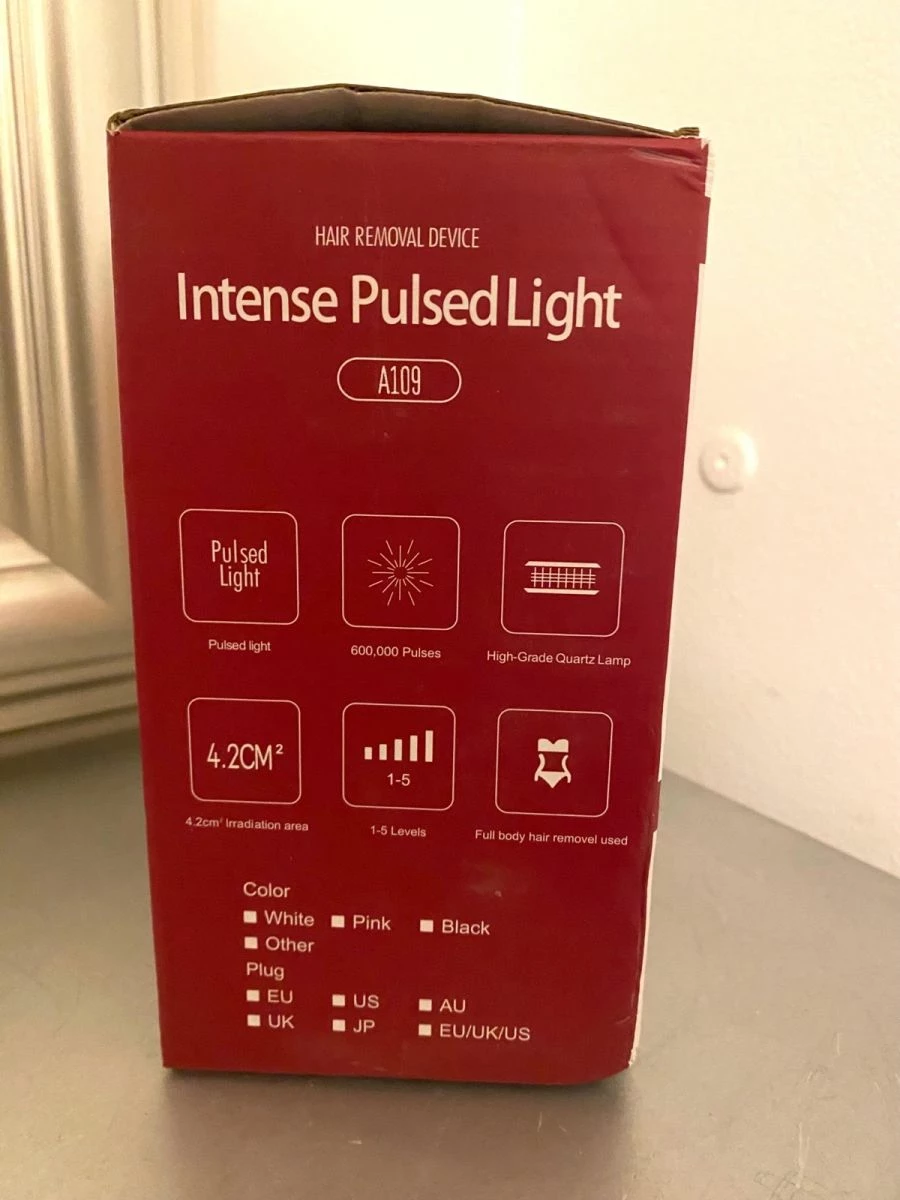 HAIR REMOVAL DEVICE
Intense Pulsed Light
A109
Pulsed
Light
Pulsed light
600,000 Pulses
High-Grade Quartz Lamp
4.2CM²
4.2cm² Irradiation area
1-5
1-5 Levels
Full body hair removel used
Color
White Pink Black
Other
Plug
EU US AU
UK JP EU/UK/US